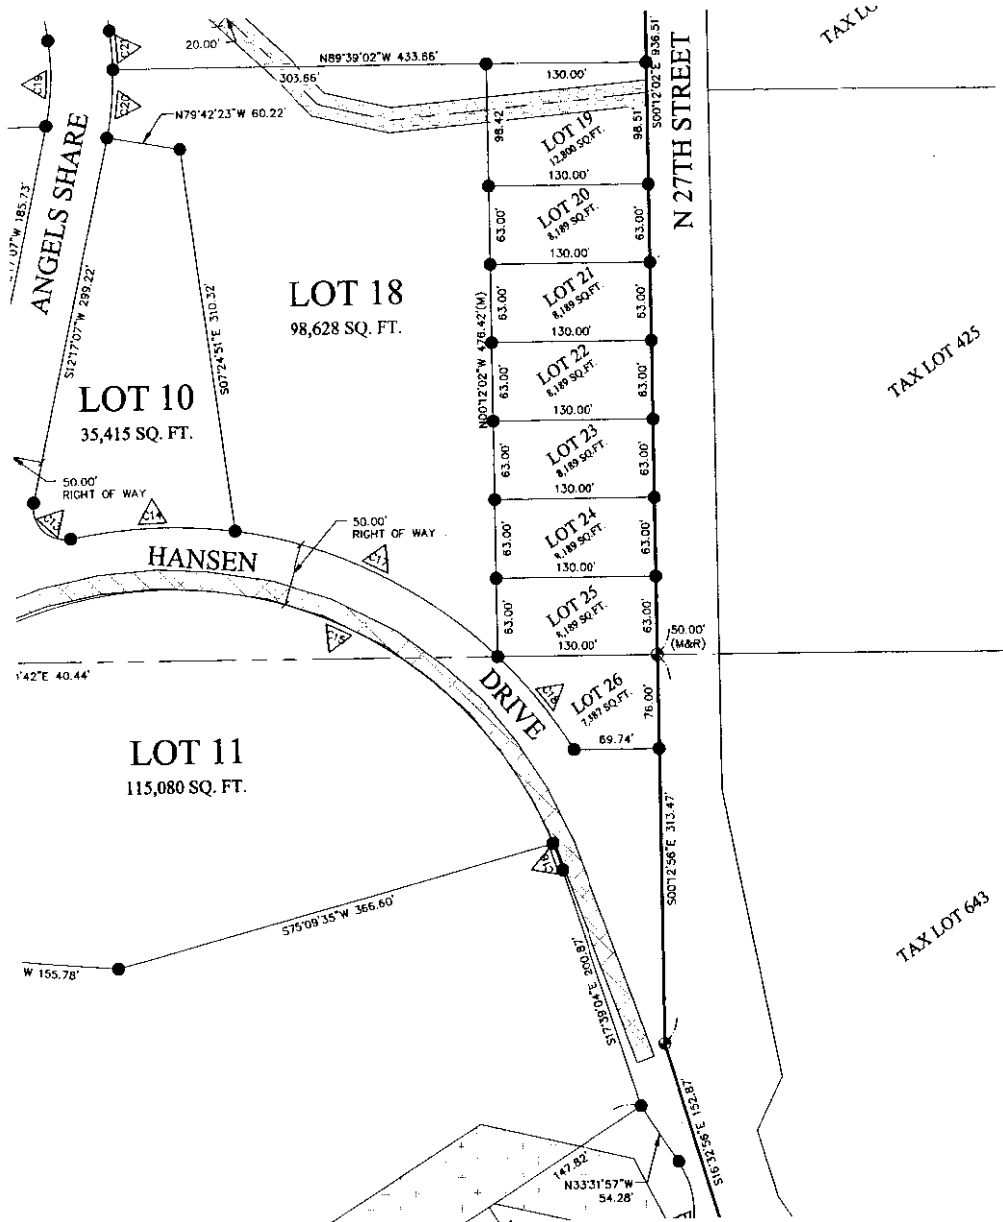 TAX LO
20.00'
N89°39'02"W 433.66'
303.66'
130.00'
S00°12'02"E 936.51'
C21
C19
C20
N79°42'23"W 60.22'
98.42'
LOT 19
12,800 SQ.FT.
98.51'
N 27TH STREET
130.00'
ANGELS SHARE
17'07"W 185.73'
63.00'
LOT 20
8,189 SQ.FT.
63.00'
130.00'
S12°17'07"W 299.22'
S07°24'51"E 310.32'
LOT 18
98,628 SQ. FT.
N00°12'02"W 476.42'(M)
63.00'
LOT 21
8,189 SQ.FT.
63.00'
130.00'
63.00'
LOT 22
8,189 SQ.FT.
63.00'
130.00'
TAX LOT 425
LOT 10
35,415 SQ. FT.
63.00'
LOT 23
8,189 SQ.FT.
63.00'
130.00'
50.00'
RIGHT OF WAY
C13
C14
50.00'
RIGHT OF WAY
C17
63.00'
LOT 24
8,189 SQ.FT.
63.00'
130.00'
HANSEN
C15
63.00'
LOT 25
8,189 SQ.FT.
63.00'
130.00'
50.00'
(M&R)
'42"E 40.44'
DRIVE
C18
LOT 26
7,587 SQ.FT.
76.00'
69.74'
LOT 11
115,080 SQ. FT.
S00°12'56"E 313.47'
S75°09'35"W 366.60'
TAX LOT 643
W 155.78'
S17°39'04"E 200.87'
S16°32'56"E 152.87'
147.82'
N33°31'57"W
54.28'